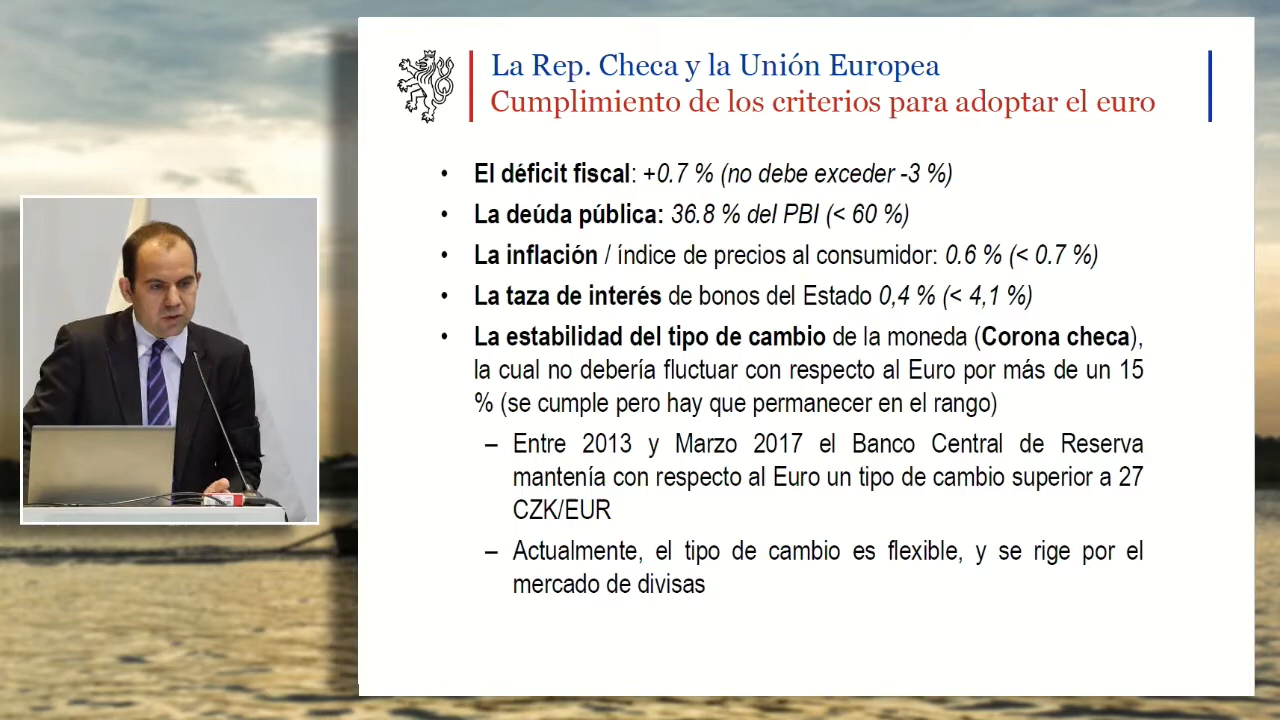 La Rep. Checa y la Unión Europea
Cumplimiento de los criterios para adoptar el euro
• El déficit fiscal: +0.7 % (no debe exceder -3 %)
• La deúda pública: 36.8 % del PBI (< 60 %)
• La inflación / índice de precios al consumidor: 0.6 % (< 0.7 %)
• La taza de interés de bonos del Estado 0,4 % (< 4,1 %)
• La estabilidad del tipo de cambio de la moneda (Corona checa),
la cual no debería fluctuar con respecto al Euro por más de un 15
% (se cumple pero hay que permanecer en el rango)
– Entre 2013 y Marzo 2017 el Banco Central de Reserva
mantenía con respecto al Euro un tipo de cambio superior a 27
CZK/EUR
– Actualmente, el tipo de cambio es flexible, y se rige por el
mercado de divisas